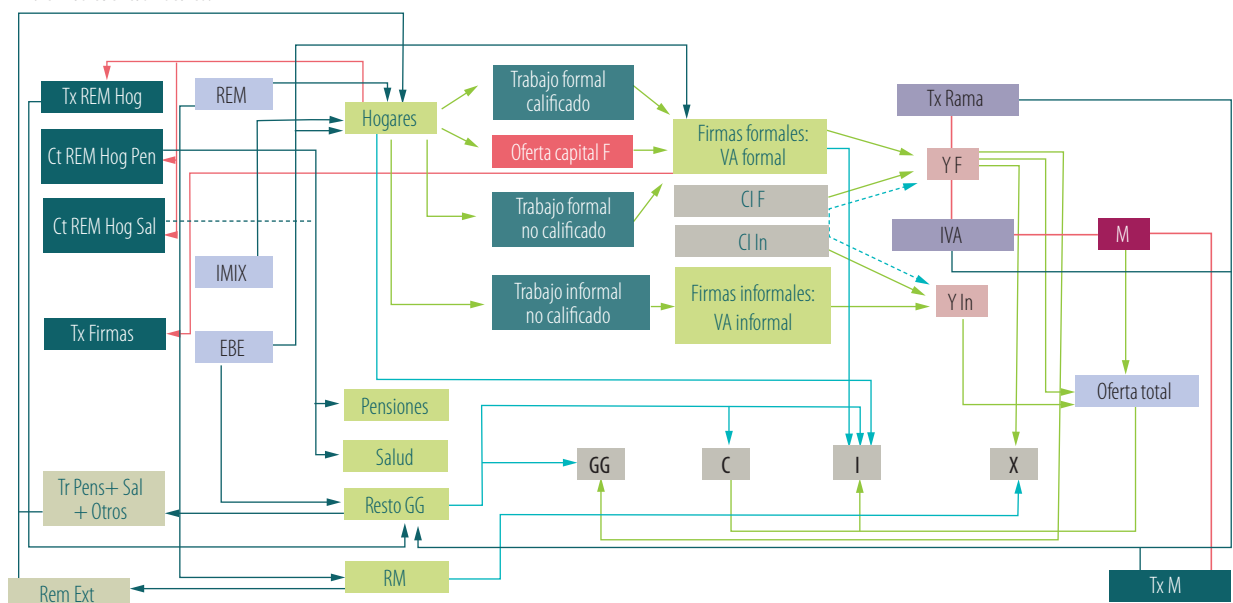 Tx REM Hog
REM
Ct REM Hog Pen
Ct REM Hog Sal
IMIX
Tx Firmas
EBE
Hogares
Trabajo formal
calificado
Oferta capital F
Trabajo formal
no calificado
Trabajo informal
no calificado
Firmas formales:
VA formal
CI F
CI In
Firmas informales:
VA informal
Tx Rama
Y F
IVA
M
Y In
Oferta total
Pensiones
Salud
Tr Pens+ Sal
+ Otros
Resto GG
GG
C
I
X
RM
Rem Ext
Tx M